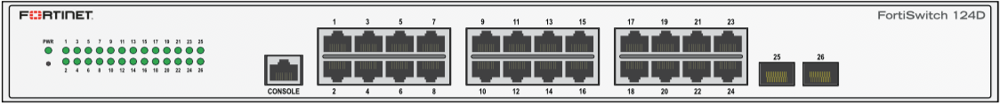 FORTINET. FortiSwitch 124D
1 3 5 7 9 11 13 15 17 19 21 23
PWR 1 3 5 7 9 11 13 15 17 19 21 23 25
2 4 6 8 10 12 14 16 18 20 22 24 26
25 26
CONSOLE 2 4 6 8 10 12 14 16 18 20 22 24